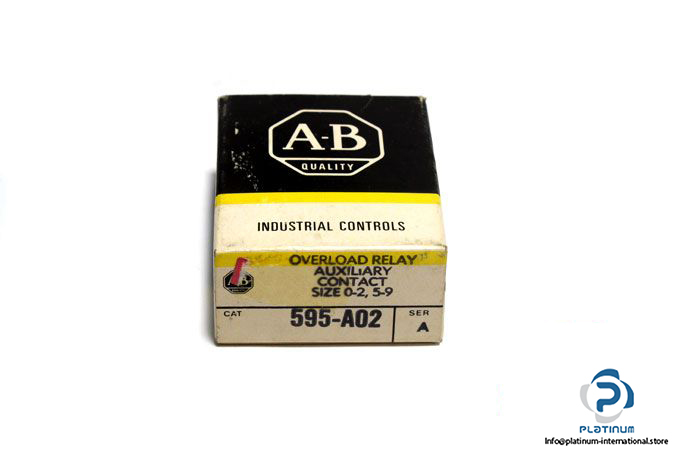 A-B
QUALITY
INDUSTRIAL CONTROLS
OVERLOAD RELAY
AUXILIARY
CONTACT
SIZE 0-2, 5-9
A-B
QUALITY
CAT
595-A02
SER
A
PLATINUM
Info@platinum-international.store